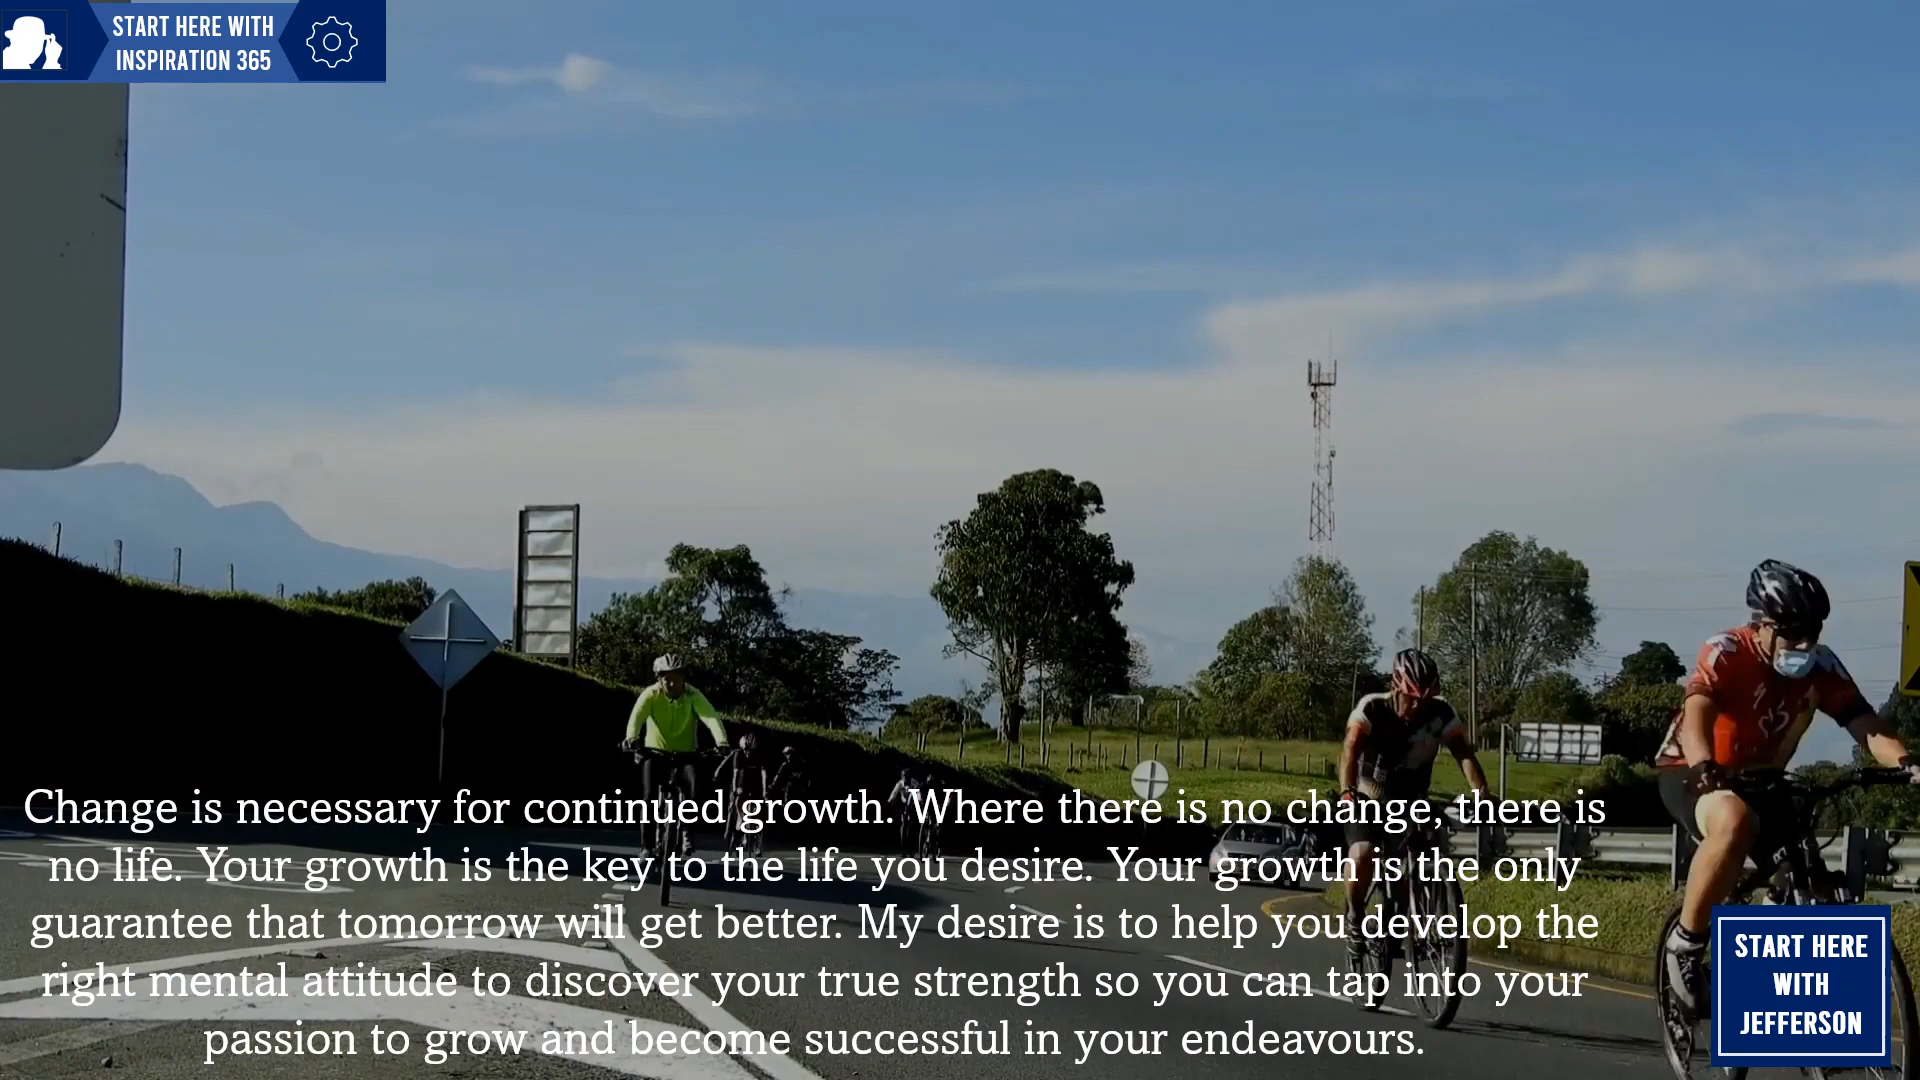 START HERE WITH
INSPIRATION 365
Change is necessary for continued growth. Where there is no change, there is
no life. Your growth is the key to the life you desire. Your growth is the only
guarantee that tomorrow will get better. My desire is to help you develop the
right mental attitude to discover your true strength so you can tap into your
passion to grow and become successful in your endeavours.
START HERE
WITH
JEFFERSON